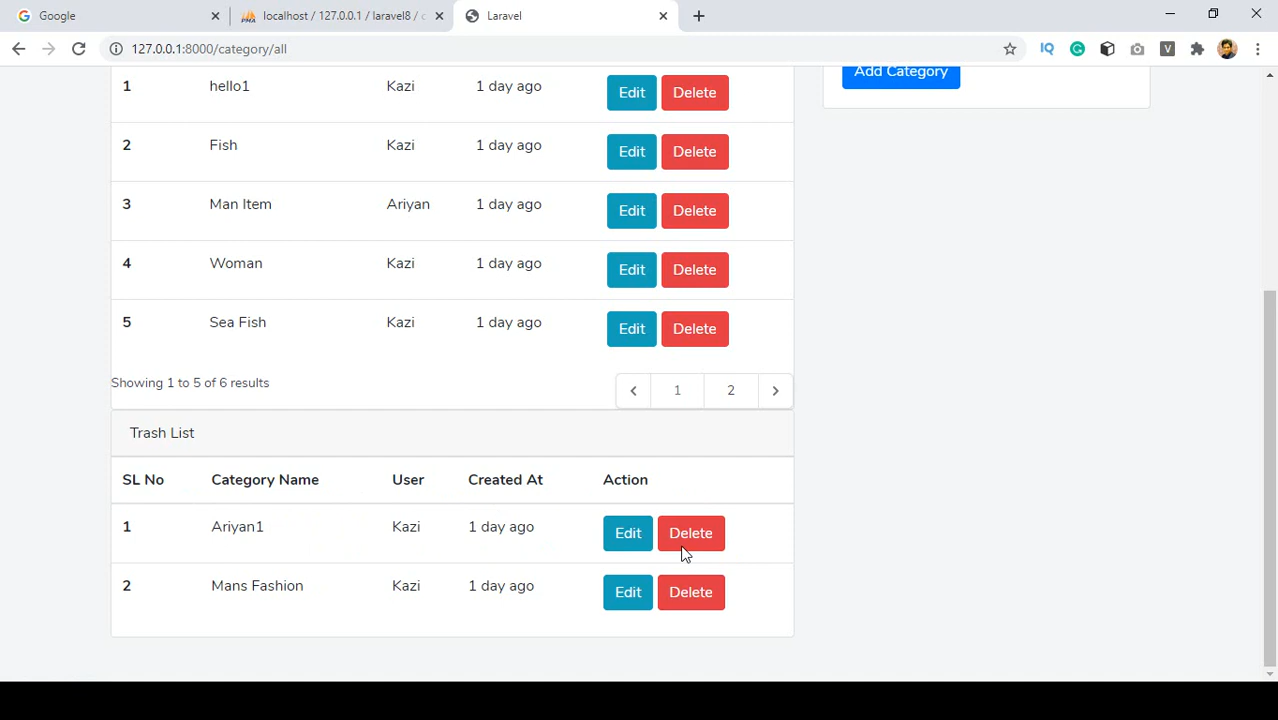 Google
localhost / 127.0.0.1 / laravel8 / c
Laravel
127.0.0.1:8000/category/all
IQ
V
Add Category
1 hello1 Kazi 1 day ago Edit Delete
2 Fish Kazi 1 day ago Edit Delete
3 Man Item Ariyan 1 day ago Edit Delete
4 Woman Kazi 1 day ago Edit Delete
5 Sea Fish Kazi 1 day ago Edit Delete
Showing 1 to 5 of 6 results 1 2
Trash List
SL No Category Name User Created At Action
1 Ariyan1 Kazi 1 day ago Edit Delete
2 Mans Fashion Kazi 1 day ago Edit Delete